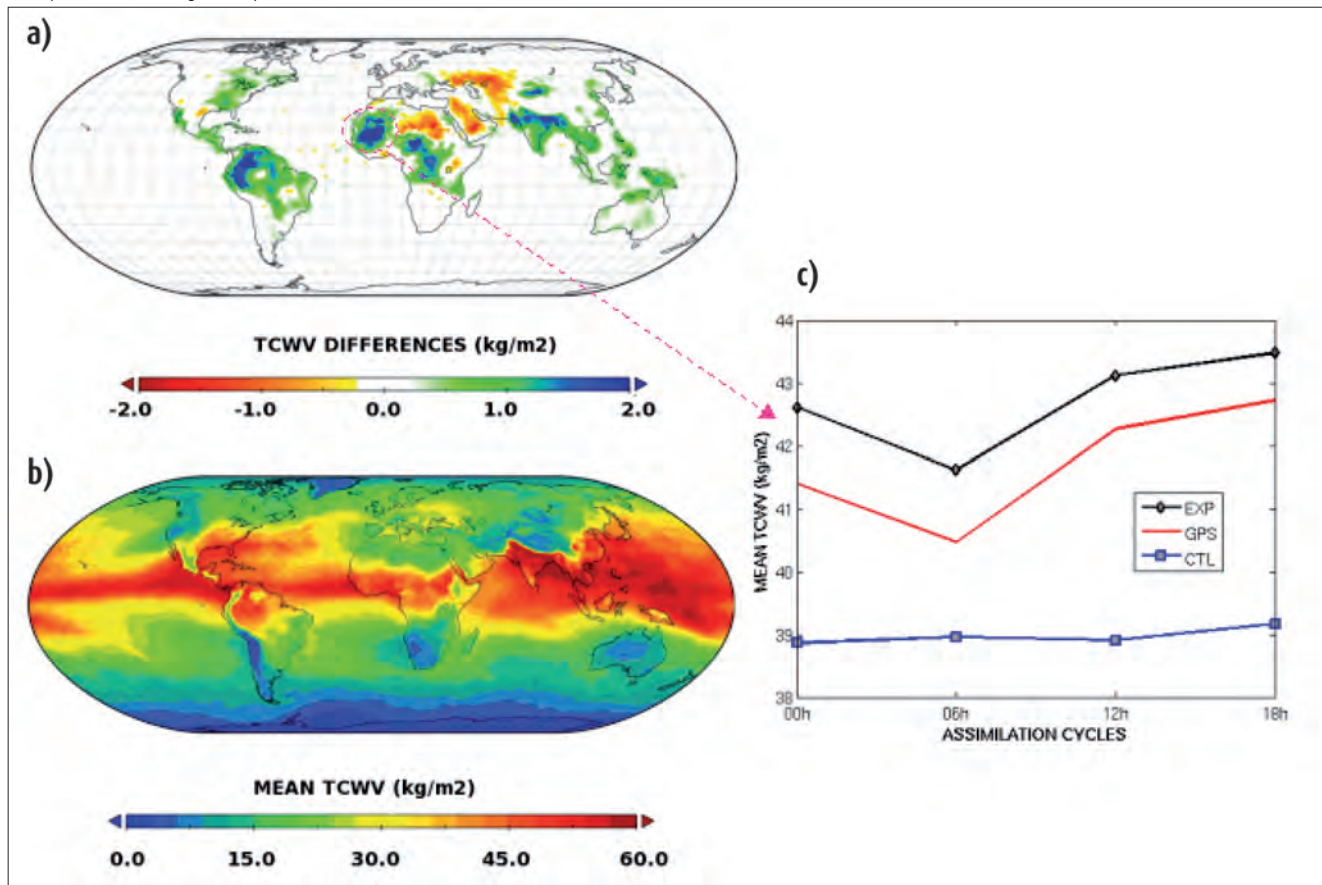 a)
TCWV DIFFERENCES (kg/m2)
-2.0 -1.0 0.0 1.0 2.0
b)
MEAN TCWV (kg/m2)
0.0 15.0 30.0 45.0 60.0
c)
44
43
42
41
40
39
38
MEAN TCWV (kg/m2)
EXP
GPS
CTL
00h 06h 12h 18h
ASSIMILATION CYCLES